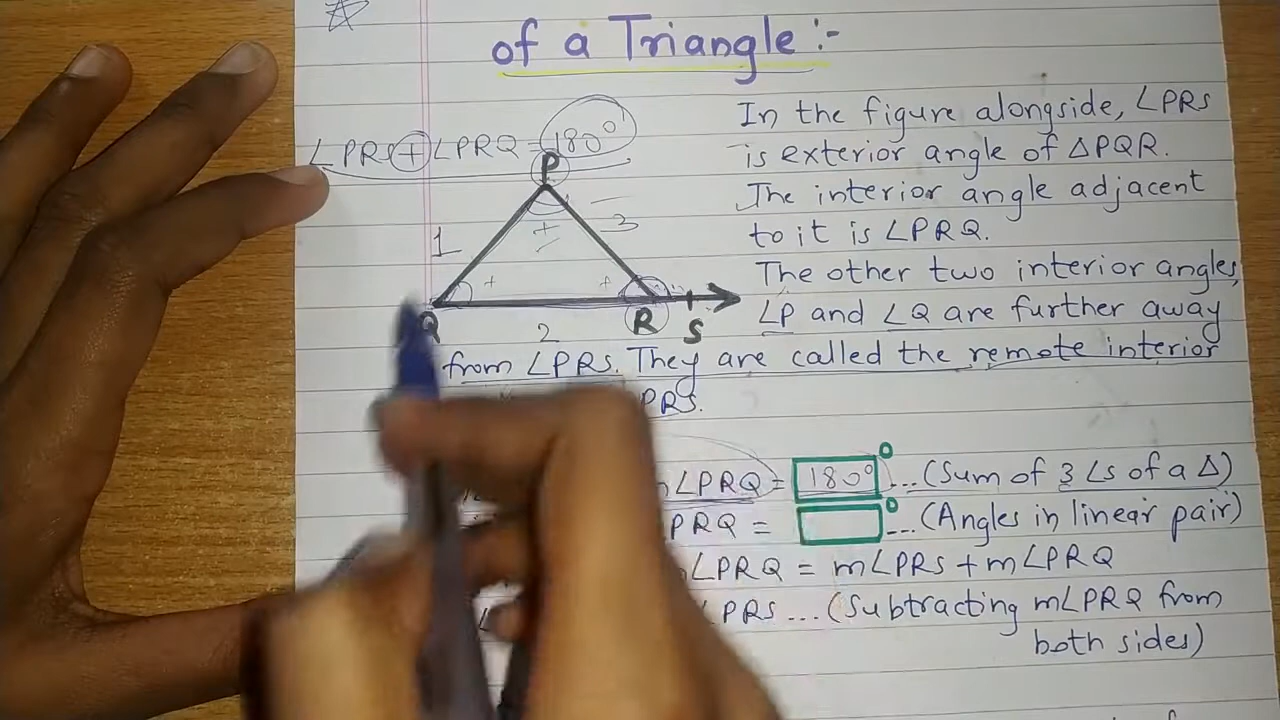 of a Triangle :-
In the figure alongside, ∠PRS
∠PRS + ∠PRQ = 180°
is exterior angle of △PQR.
The interior angle adjacent
to it is ∠PRQ.
The other two interior angles,
∠P and ∠Q are further away
P
1
3
+
+
+
Q
R
S
2
from ∠PRS. They are called the remote interior
PRS.
∠PRQ = 180° ... (Sum of 3 ∠s of a △)
PRQ = ° ... (Angles in linear pair)
∠PRQ = m∠PRS + m∠PRQ
∠PRS ... (Subtracting m∠PRQ from
both sides)